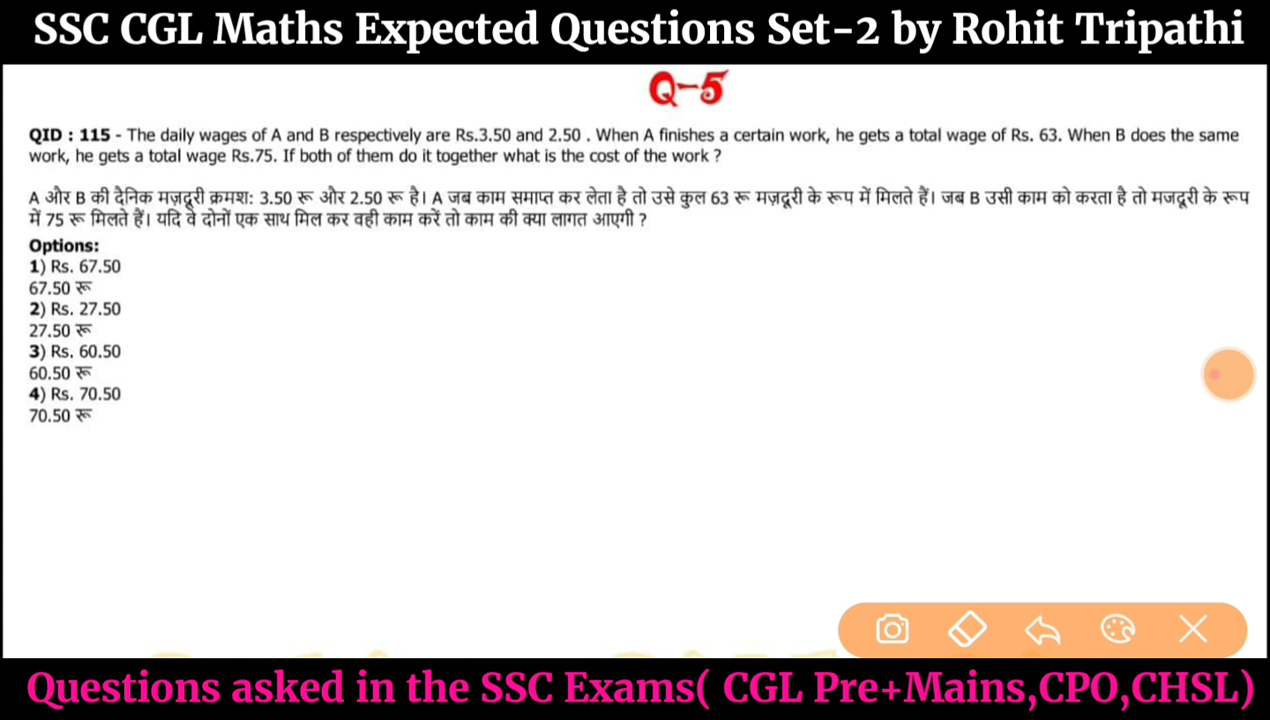 SSC CGL Maths Expected Questions Set-2 by Rohit Tripathi
Q-5
QID : 115 - The daily wages of A and B respectively are Rs.3.50 and 2.50 . When A finishes a certain work, he gets a total wage of Rs. 63. When B does the same
work, he gets a total wage Rs.75. If both of them do it together what is the cost of the work ?
A और B की दैनिक मज़दूरी क्रमश: 3.50 रू और 2.50 रू है। A जब काम समाप्त कर लेता है तो उसे कुल 63 रू मज़दूरी के रूप में मिलते हैं। जब B उसी काम को करता है तो मजदूरी के रूप
में 75 रू मिलते हैं। यदि वे दोनों एक साथ मिल कर वही काम करें तो काम की क्या लागत आएगी ?
Options:
1) Rs. 67.50
67.50 रू
2) Rs. 27.50
27.50 रू
3) Rs. 60.50
60.50 रू
4) Rs. 70.50
70.50 रू
Questions asked in the SSC Exams( CGL Pre+Mains,CPO,CHSL)